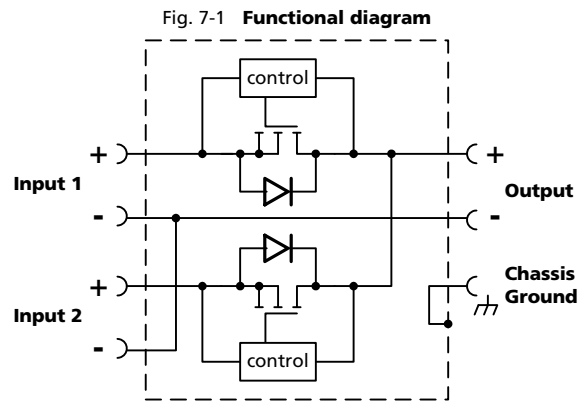 Fig. 7-1 Functional diagram
control
+
+
Input 1
Output
-
-
+
Chassis
Ground
Input 2
-
control